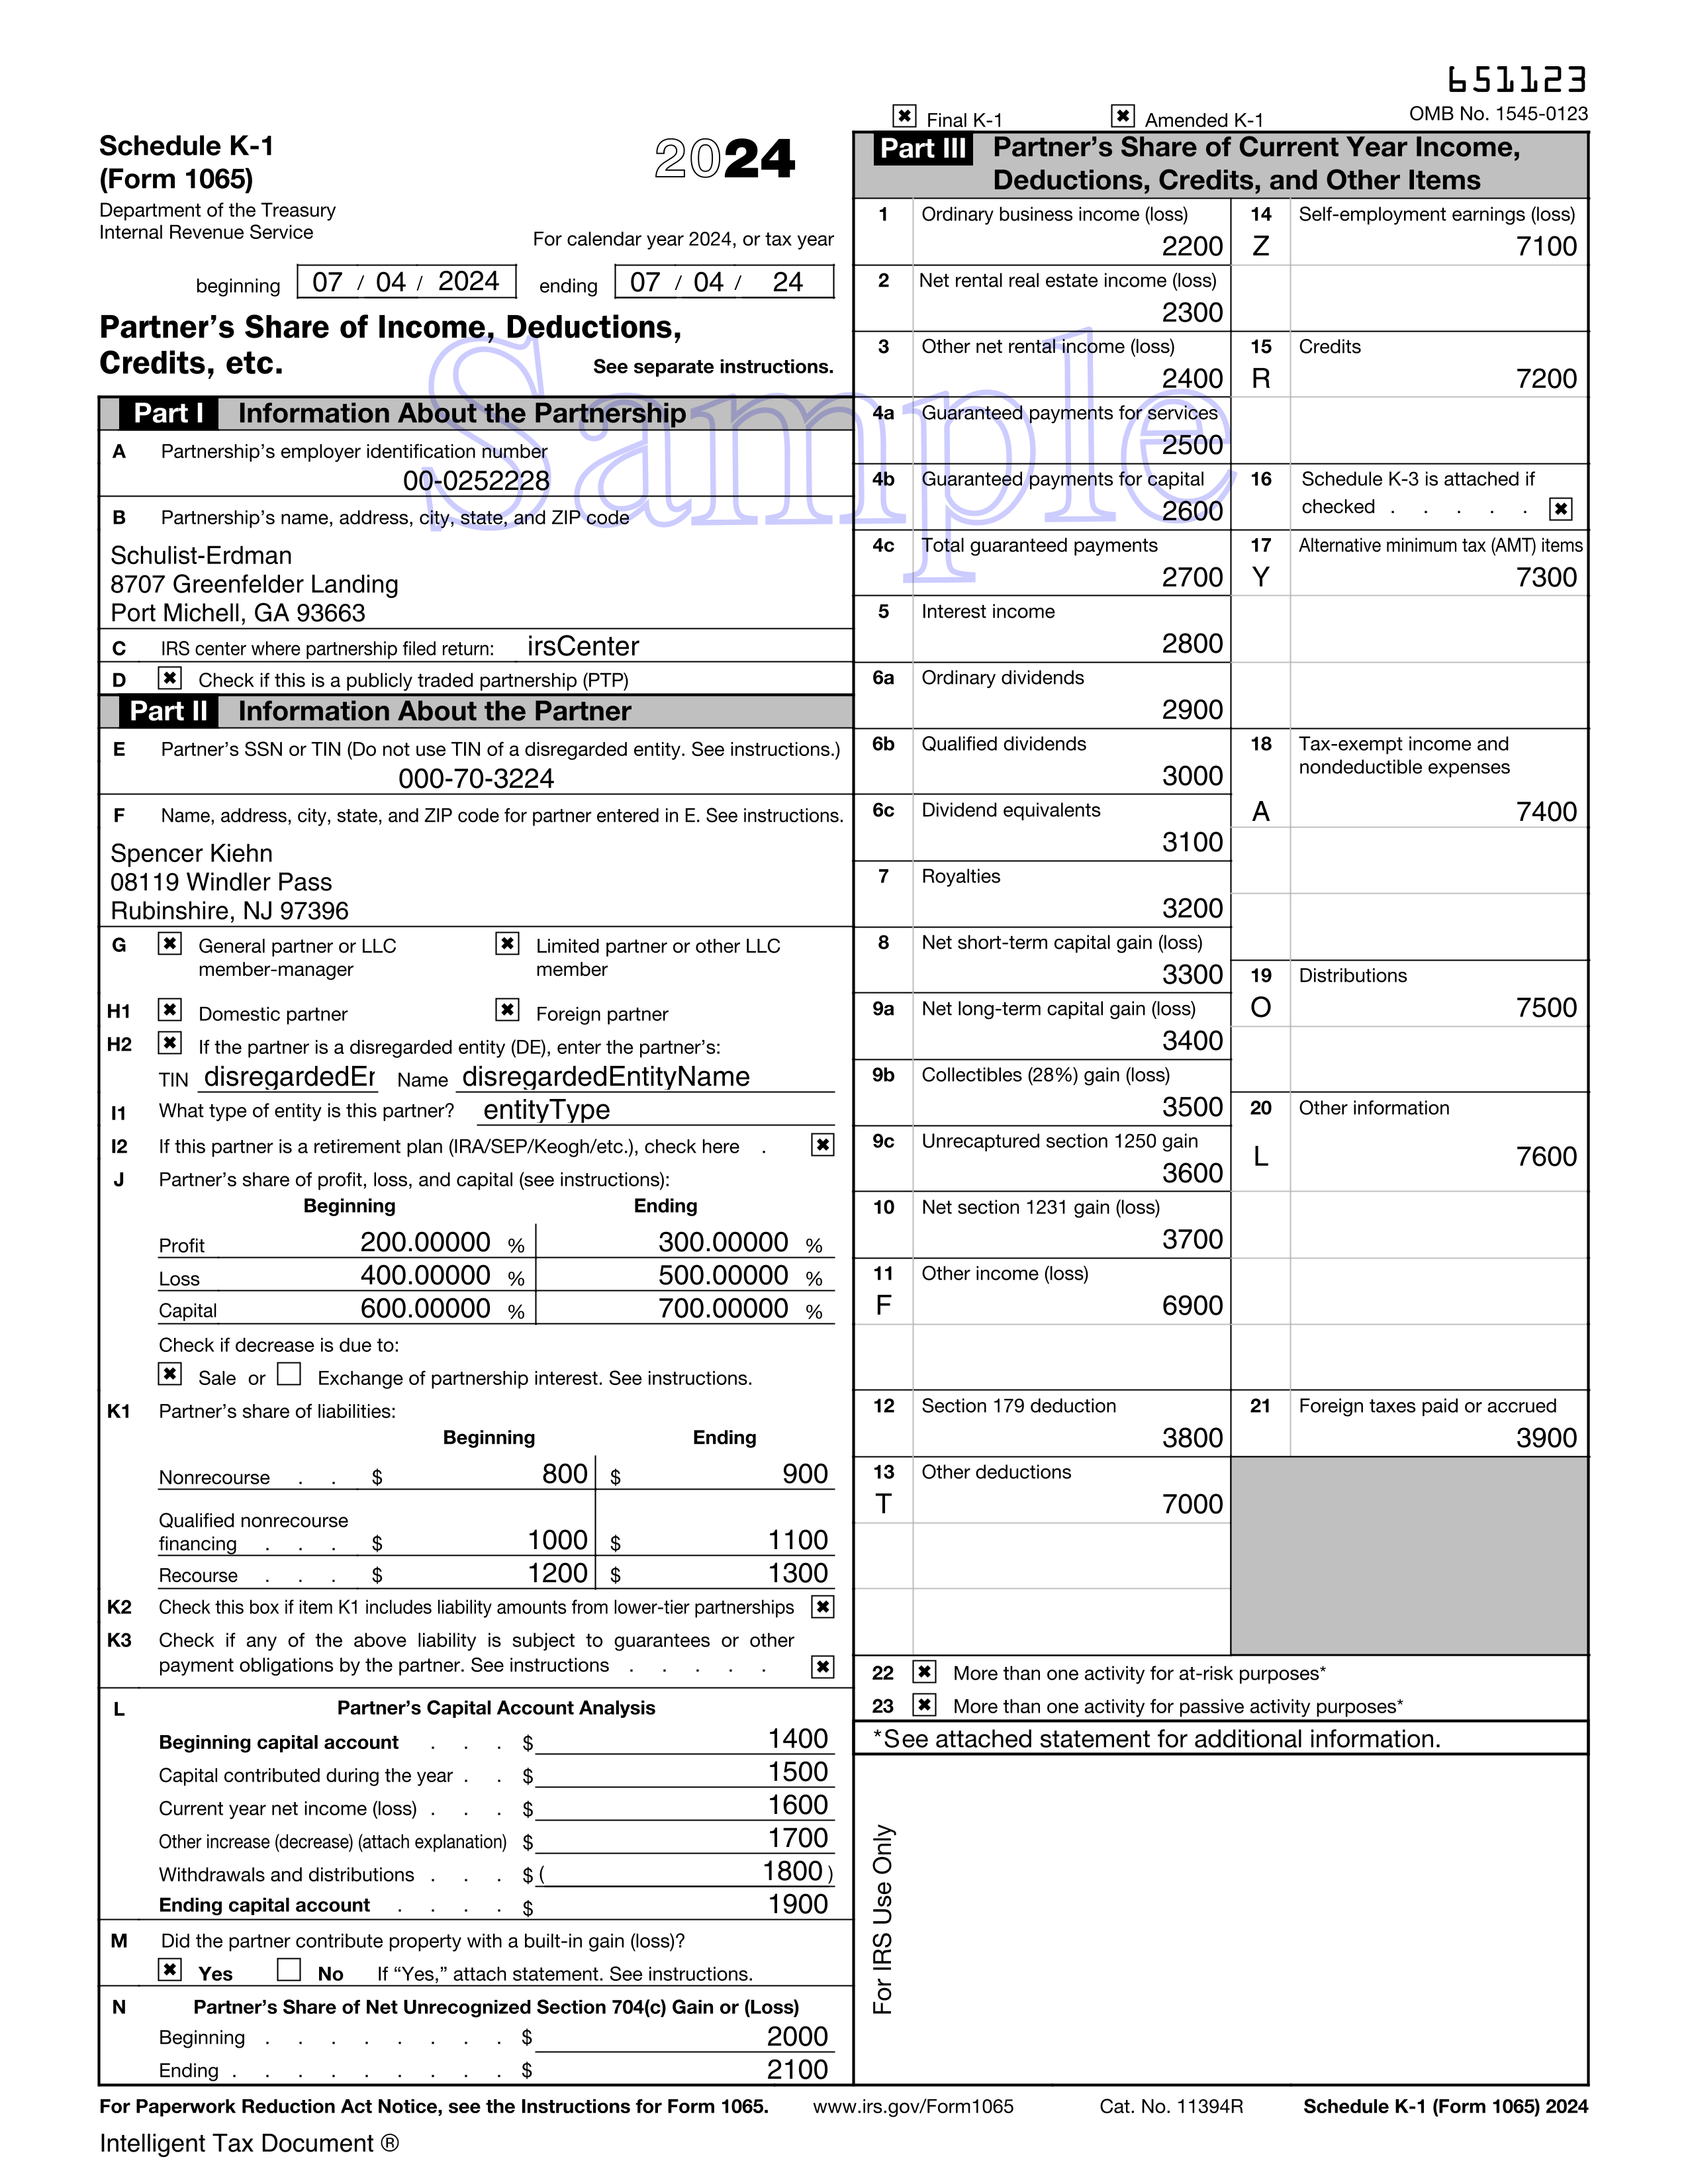 651123
OMB No. 1545-0123
Final K-1 Amended K-1
Schedule K-1
(Form 1065)
2024
Department of the Treasury
Internal Revenue Service
For calendar year 2024, or tax year
beginning 07 / 04 / 2024 ending 07 / 04 / 24
Partner's Share of Income, Deductions,
Credits, etc.
See separate instructions.
Part I Information About the Partnership
A Partnership's employer identification number
00-0252228
B Partnership's name, address, city, state, and ZIP code
Schulist-Erdman
8707 Greenfelder Landing
Port Michell, GA 93663
C IRS center where partnership filed return: irsCenter
D Check if this is a publicly traded partnership (PTP)
Part II Information About the Partner
E Partner's SSN or TIN (Do not use TIN of a disregarded entity. See instructions.)
000-70-3224
F Name, address, city, state, and ZIP code for partner entered in E. See instructions.
Spencer Kiehn
08119 Windler Pass
Rubinshire, NJ 97396
G General partner or LLC
member-manager
Limited partner or other LLC
member
H1 Domestic partner Foreign partner
H2 If the partner is a disregarded entity (DE), enter the partner's:
TIN disregardedEr Name disregardedEntityName
I1 What type of entity is this partner? entityType
I2 If this partner is a retirement plan (IRA/SEP/Keogh/etc.), check here .
J Partner's share of profit, loss, and capital (see instructions):
Beginning Ending
Profit 200.00000 % 300.00000 %
Loss 400.00000 % 500.00000 %
Capital 600.00000 % 700.00000 %
Check if decrease is due to:
Sale or Exchange of partnership interest. See instructions.
K1 Partner's share of liabilities:
Beginning Ending
Nonrecourse . . $ 800 $ 900
Qualified nonrecourse
financing . . . $ 1000 $ 1100
Recourse . . . $ 1200 $ 1300
K2 Check this box if item K1 includes liability amounts from lower-tier partnerships
K3 Check if any of the above liability is subject to guarantees or other
payment obligations by the partner. See instructions . . . . .
L Partner's Capital Account Analysis
Beginning capital account . . . $ 1400
Capital contributed during the year . . $ 1500
Current year net income (loss) . . . $ 1600
Other increase (decrease) (attach explanation) $ 1700
Withdrawals and distributions . . . $ ( 1800 )
Ending capital account . . . . $ 1900
M Did the partner contribute property with a built-in gain (loss)?
Yes No If "Yes," attach statement. See instructions.
N Partner's Share of Net Unrecognized Section 704(c) Gain or (Loss)
Beginning . . . . . . . . $ 2000
Ending . . . . . . . . . $ 2100
Part III Partner's Share of Current Year Income,
Deductions, Credits, and Other Items
1 Ordinary business income (loss)
2200
2 Net rental real estate income (loss)
2300
3 Other net rental income (loss)
2400
4a Guaranteed payments for services
2500
4b Guaranteed payments for capital
2600
4c Total guaranteed payments
2700
5 Interest income
2800
6a Ordinary dividends
2900
6b Qualified dividends
3000
6c Dividend equivalents
3100
7 Royalties
3200
8 Net short-term capital gain (loss)
3300
9a Net long-term capital gain (loss)
3400
9b Collectibles (28%) gain (loss)
3500
9c Unrecaptured section 1250 gain
3600
10 Net section 1231 gain (loss)
3700
11 Other income (loss)
F 6900
12 Section 179 deduction
3800
13 Other deductions
T 7000
14 Self-employment earnings (loss)
Z 7100
15 Credits
R 7200
16 Schedule K-3 is attached if
checked . . . . .
17 Alternative minimum tax (AMT) items
Y 7300
18 Tax-exempt income and
nondeductible expenses
A 7400
19 Distributions
O 7500
20 Other information
L 7600
21 Foreign taxes paid or accrued
3900
22 More than one activity for at-risk purposes*
23 More than one activity for passive activity purposes*
*See attached statement for additional information.
For IRS Use Only
Sample
For Paperwork Reduction Act Notice, see the Instructions for Form 1065. www.irs.gov/Form1065 Cat. No. 11394R Schedule K-1 (Form 1065) 2024
Intelligent Tax Document ®